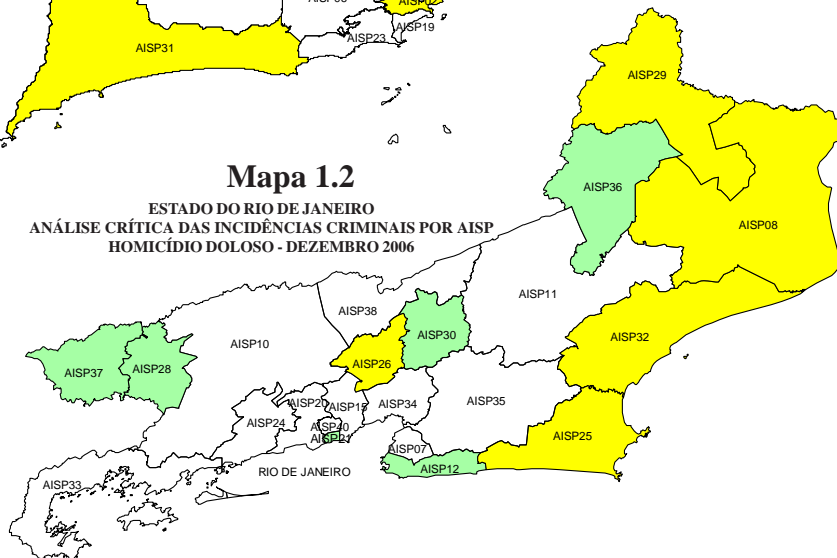 AISP02
AISP19
AISP23
AISP31
AISP29
Mapa 1.2
ESTADO DO RIO DE JANEIRO
ANÁLISE CRÍTICA DAS INCIDÊNCIAS CRIMINAIS POR AISP
HOMICÍDIO DOLOSO - DEZEMBRO 2006
AISP36
AISP08
AISP11
AISP38
AISP30
AISP32
AISP10
AISP26
AISP37
AISP28
AISP20
AISP15
AISP34
AISP35
AISP24
AISP40
AISP21
AISP25
AISP07
AISP12
RIO DE JANEIRO
AISP33